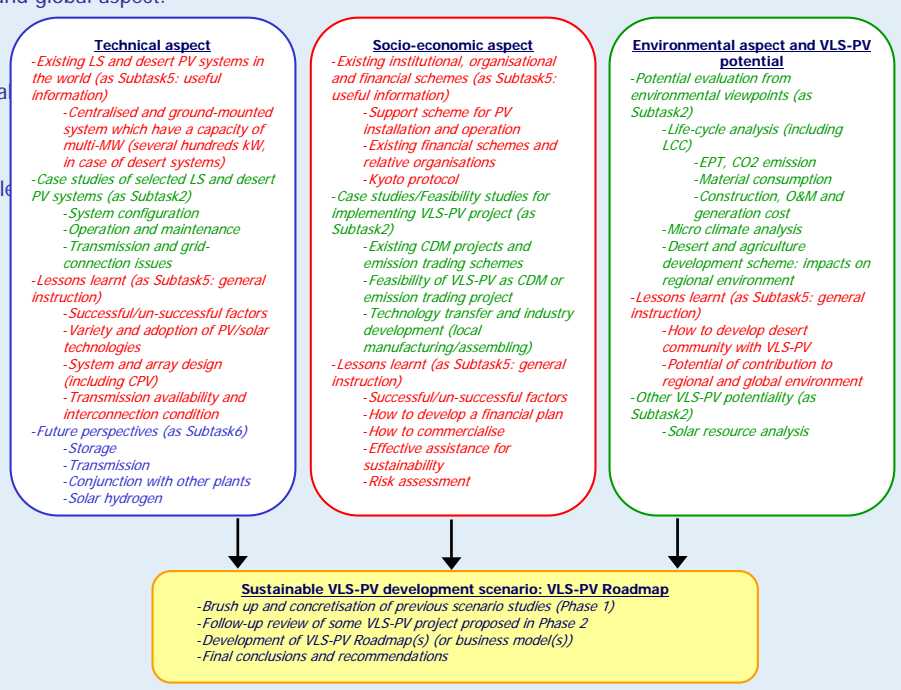 and global aspect.
al
le
Technical aspect
-Existing LS and desert PV systems in
the world (as Subtask5: useful
information)
-Centralised and ground-mounted
system which have a capacity of
multi-MW (several hundreds kW,
in case of desert systems)
-Case studies of selected LS and desert
PV systems (as Subtask2)
-System configuration
-Operation and maintenance
-Transmission and grid-
connection issues
-Lessons learnt (as Subtask5: general
instruction)
-Successful/un-successful factors
-Variety and adoption of PV/solar
technologies
-System and array design
(including CPV)
-Transmission availability and
interconnection condition
-Future perspectives (as Subtask6)
-Storage
-Transmission
-Conjunction with other plants
-Solar hydrogen
Socio-economic aspect
-Existing institutional, organisational
and financial schemes (as Subtask5:
useful information)
-Support scheme for PV
installation and operation
-Existing financial schemes and
relative organisations
-Kyoto protocol
-Case studies/Feasibility studies for
implementing VLS-PV project (as
Subtask2)
-Existing CDM projects and
emission trading schemes
-Feasibility of VLS-PV as CDM or
emission trading project
-Technology transfer and industry
development (local
manufacturing/assembling)
-Lessons learnt (as Subtask5: general
instruction)
-Successful/un-successful factors
-How to develop a financial plan
-How to commercialise
-Effective assistance for
sustainability
-Risk assessment
Environmental aspect and VLS-PV
potential
-Potential evaluation from
environmental viewpoints (as
Subtask2)
-Life-cycle analysis (including
LCC)
-EPT, CO2 emission
-Material consumption
-Construction, O&M and
generation cost
-Micro climate analysis
-Desert and agriculture
development scheme: impacts on
regional environment
-Lessons learnt (as Subtask5: general
instruction)
-How to develop desert
community with VLS-PV
-Potential of contribution to
regional and global environment
-Other VLS-PV potentiality (as
Subtask2)
-Solar resource analysis
Sustainable VLS-PV development scenario: VLS-PV Roadmap
-Brush up and concretisation of previous scenario studies (Phase 1)
-Follow-up review of some VLS-PV project proposed in Phase 2
-Development of VLS-PV Roadmap(s) (or business model(s))
-Final conclusions and recommendations